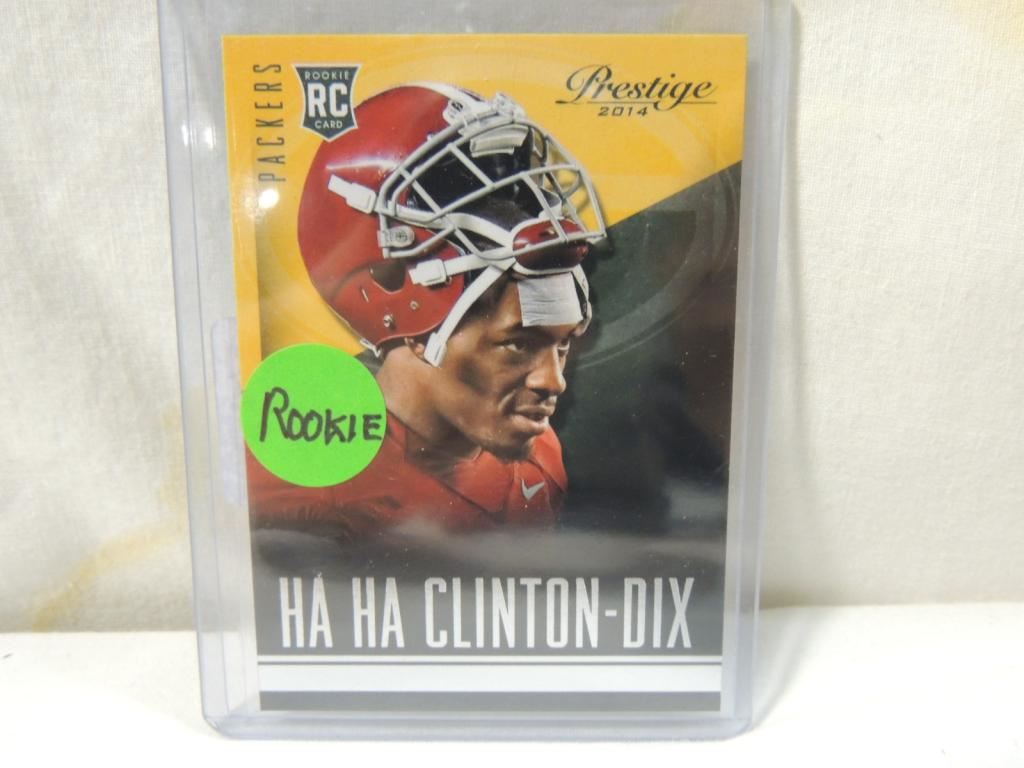 PACKERS
ROOKIE
RC
CARD
Prestige
2014
ROOKIE
HA HA CLINTON-DIX